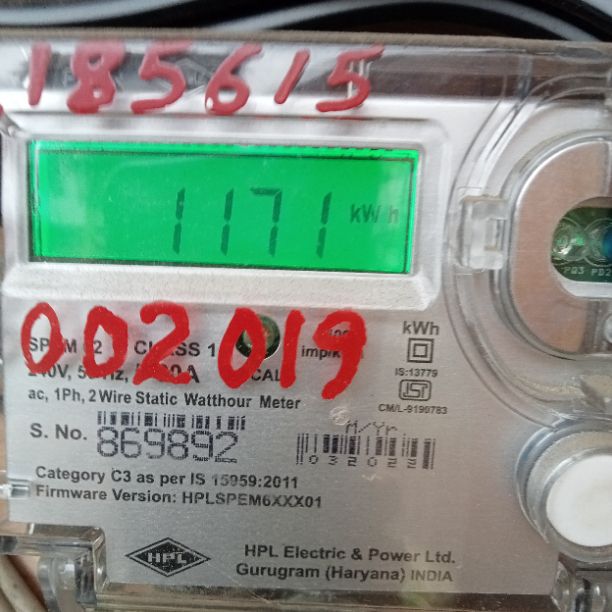 185615
1171 kWh
002019
kWh
IS:13779
ac, 1Ph, 2 Wire Static Watthour Meter
CM/L-9190783
S. No. 869892
M/Yr
Category C3 as per IS 15959:2011
Firmware Version: HPLSPEM6XXX01
HPL
HPL Electric & Power Ltd.
Gurugram (Haryana) INDIA